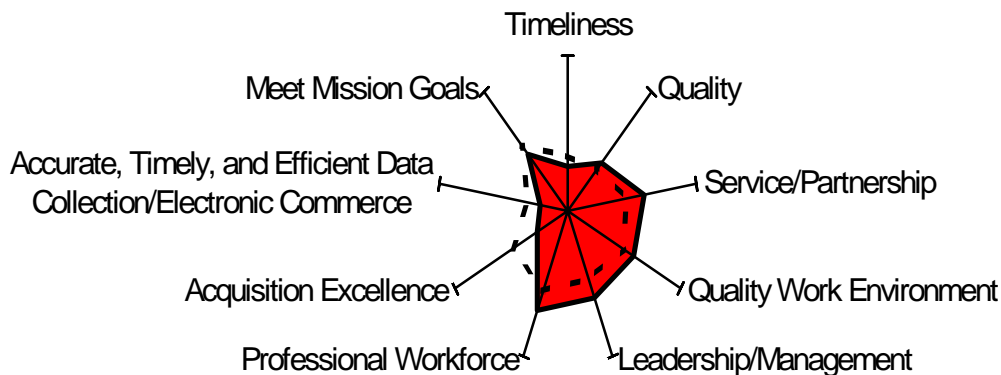 Timeliness
Meet Mission Goals
Quality
Accurate, Timely, and Efficient Data
Collection/Electronic Commerce
Service/Partnership
Acquisition Excellence
Quality Work Environment
Professional Workforce
Leadership/Management